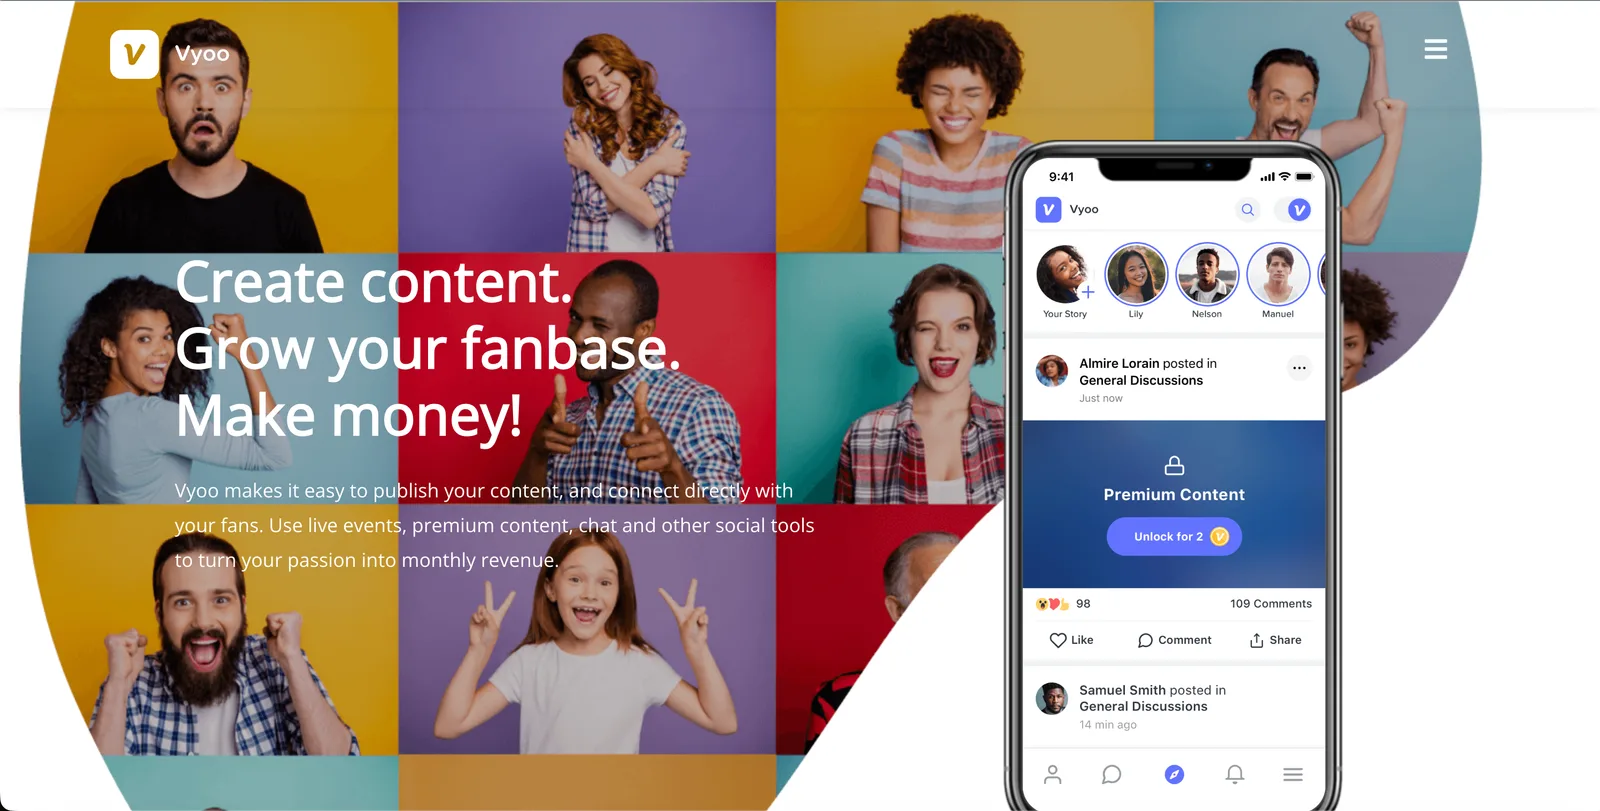 Vyoo
Create content.
Grow your fanbase.
Make money!
Vyoo makes it easy to publish your content, and connect directly with
your fans. Use live events, premium content, chat and other social tools
to turn your passion into monthly revenue.
9:41
Vyoo
Your Story
Lily
Nelson
Manuel
Almire Lorain posted in
General Discussions
Just now
Premium Content
Unlock for 2
98
109 Comments
Like
Comment
Share
Samuel Smith posted in
General Discussions
14 min ago